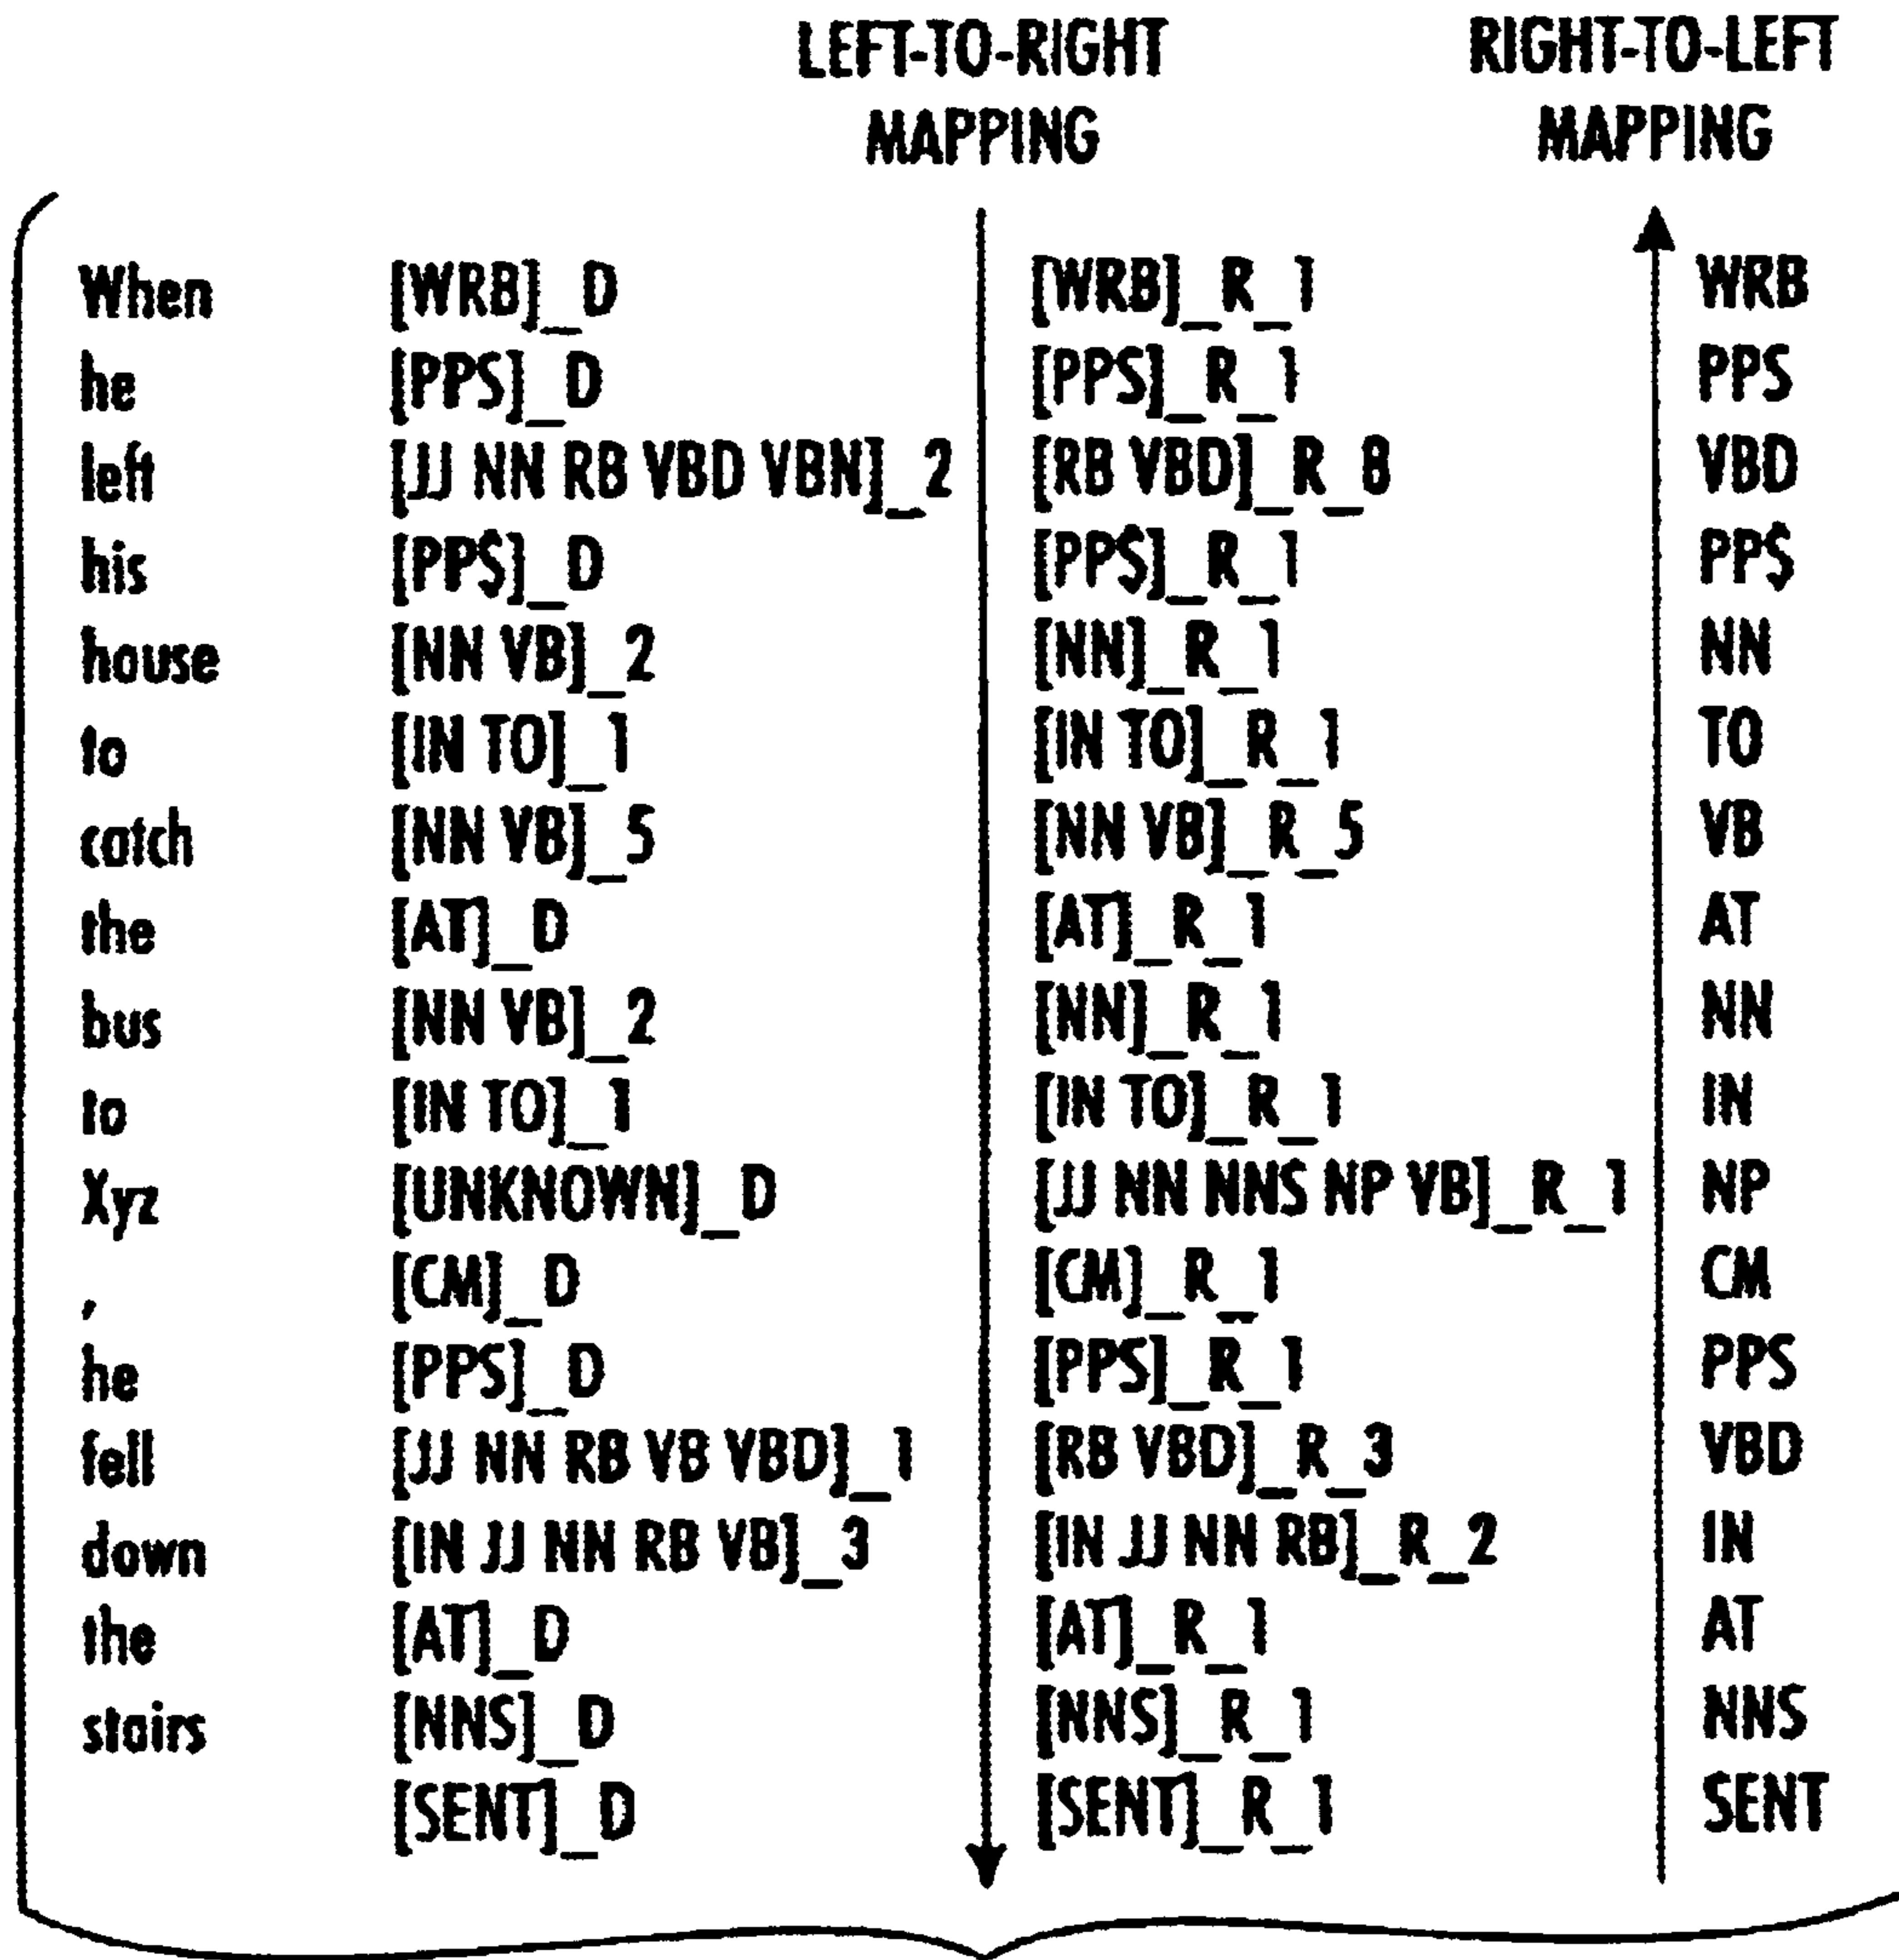 LEFT-TO-RIGHT MAPPING RIGHT-TO-LEFT MAPPING
When [WRB]_D [WRB]_R_1 WRB
he [PPS]_D [PPS]_R_1 PPS
left [JJ NN RB VBD VBN]_2 [RB VBD]_R_8 VBD
his [PP$]_D [PP$]_R_1 PP$
house [NN VB]_2 [NN]_R_1 NN
to [IN TO]_1 [IN TO]_R_1 TO
catch [NN VB]_5 [NN VB]_R_5 VB
the [AT]_D [AT]_R_1 AT
bus [NN VB]_2 [NN]_R_1 NN
to [IN TO]_1 [IN TO]_R_1 IN
Xyz [UNKNOWN]_D [JJ NN NNS NP VB]_R_1 NP
, [CM]_D [CM]_R_1 CM
he [PPS]_D [PPS]_R_1 PPS
fell [JJ NN RB VB VBD]_1 [RB VBD]_R_3 VBD
down [IN JJ NN RB VB]_3 [IN JJ NN RB]_R_2 IN
the [AT]_D [AT]_R_1 AT
stairs [NNS]_D [NNS]_R_1 NNS
[SENT]_D [SENT]_R_1 SENT